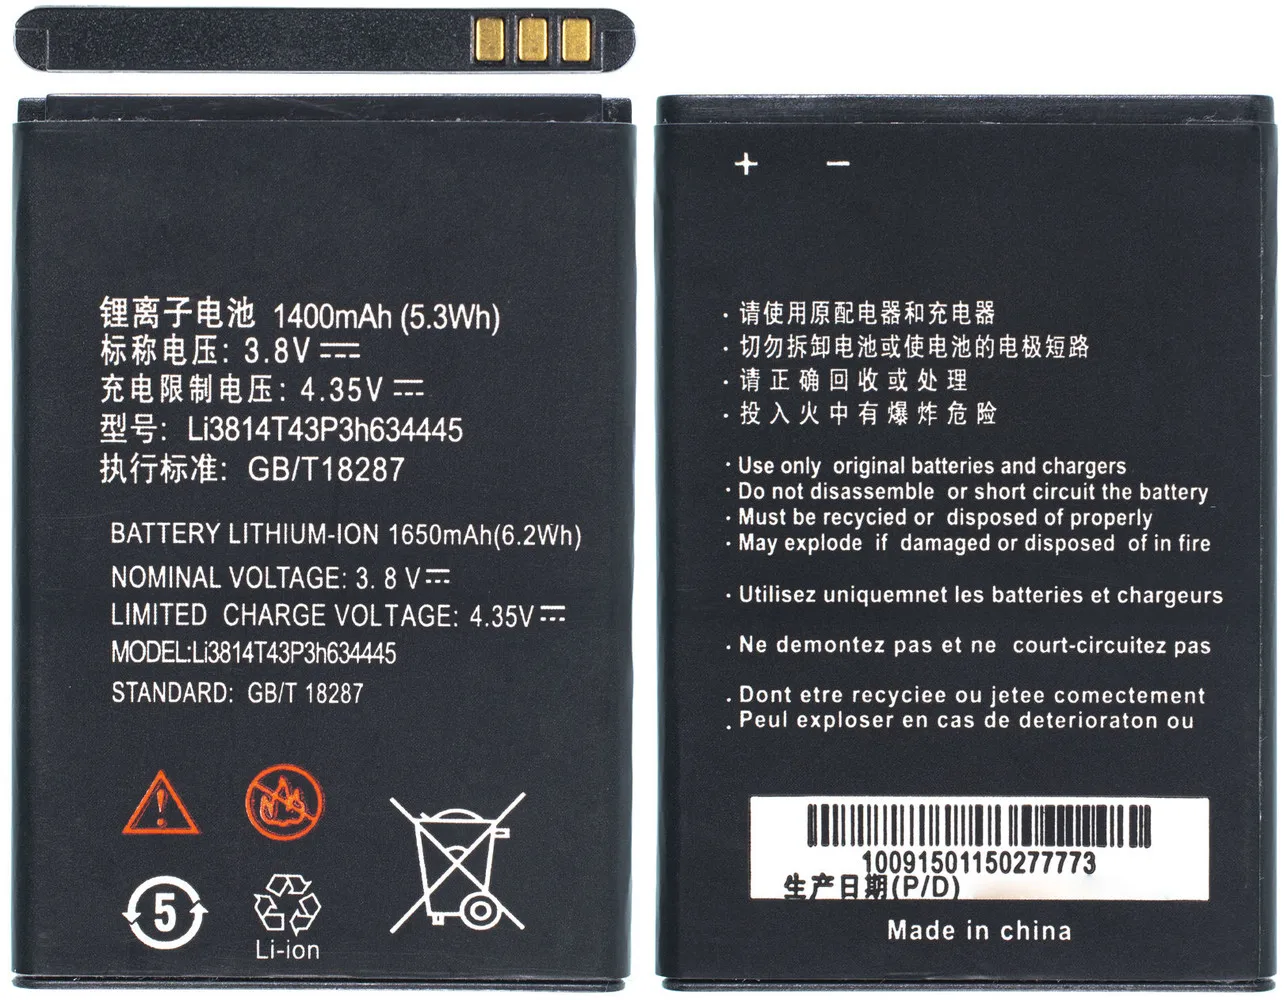 锂离子电池 1400mAh (5.3Wh)
标称电压: 3.8V
充电限制电压: 4.35V
型号: Li3814T43P3h634445
执行标准: GB/T18287
BATTERY LITHIUM-ION 1650mAh(6.2Wh)
NOMINAL VOLTAGE: 3. 8 V
LIMITED CHARGE VOLTAGE: 4.35V
MODEL:Li3814T43P3h634445
STANDARD: GB/T 18287
5
Li-ion
+ −
· 请使用原配电器和充电器
· 切勿拆卸电池或使电池的电极短路
· 请正确回收或处理
· 投入火中有爆炸危险
· Use only original batteries and chargers
· Do not disassemble or short circuit the battery
· Must be recycied or disposed of properly
· May explode if damaged or disposed of in fire
· Utilisez uniquemnet les batteries et chargeurs
· Ne demontez pas et ne court-circuitez pas
· Dont etre recyciee ou jetee comectement
· Peul exploser en cas de deterioraton ou
10091501150277773
生产日期(P/D)
Made in china